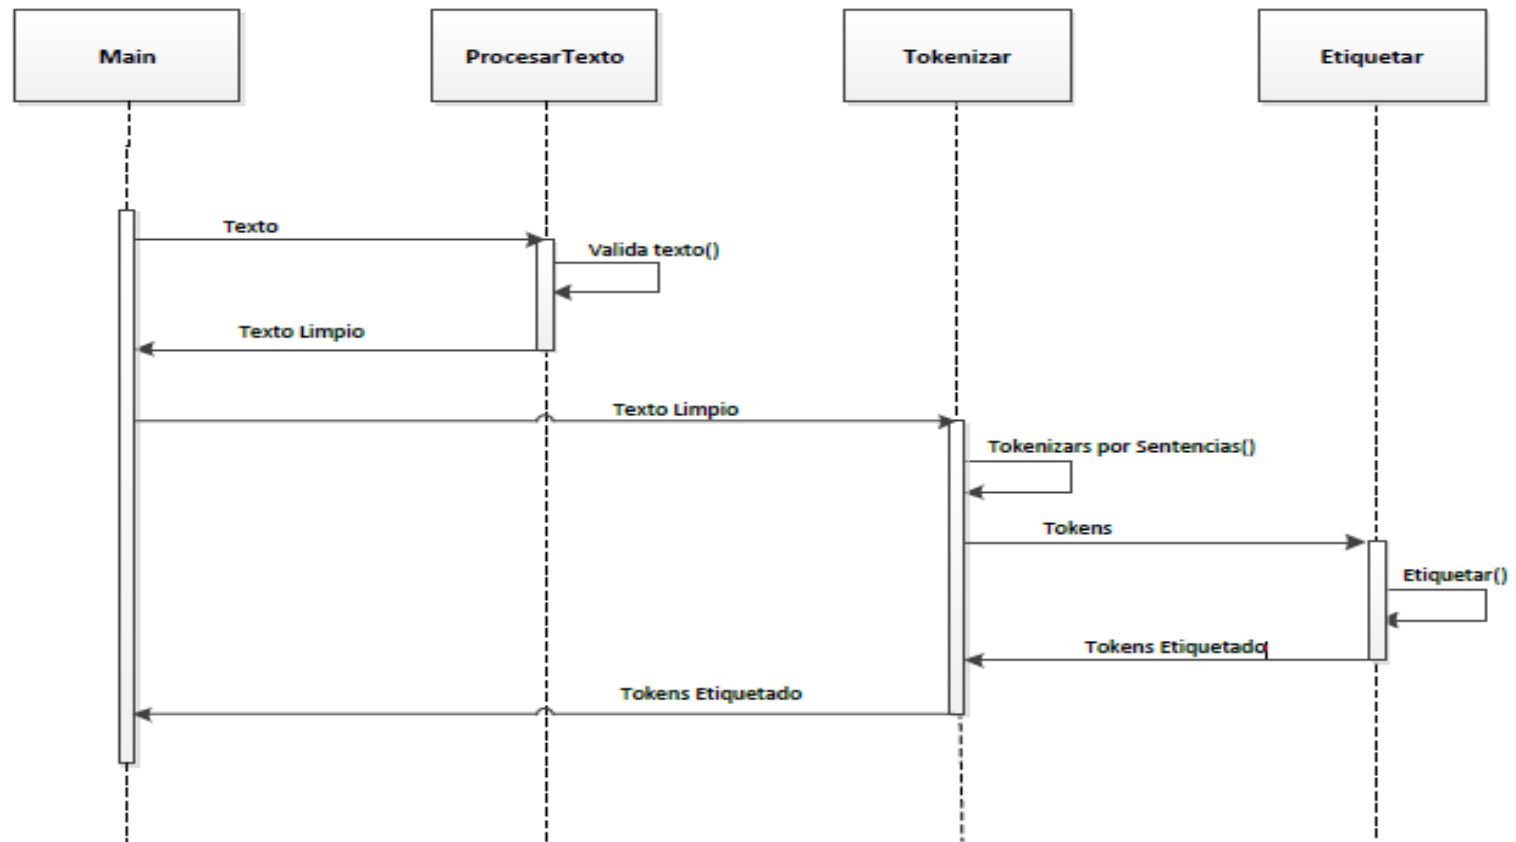 Main
ProcesarTexto
Tokenizar
Etiquetar
Texto
Valida texto()
Texto Limpio
Texto Limpio
Tokenizars por Sentencias()
Tokens
Etiquetar()
Tokens Etiquetado
Tokens Etiquetado